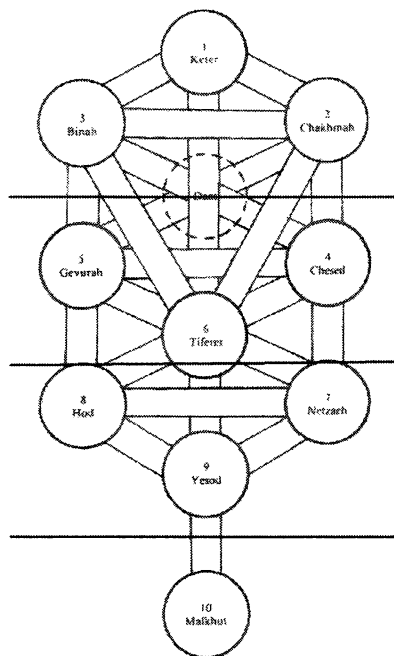 1
Keter
3
Binah
2
Chakhmah
5
Gevurah
4
Chesed
6
Tiferet
8
Hod
7
Netzach
9
Yesod
10
Malkhut